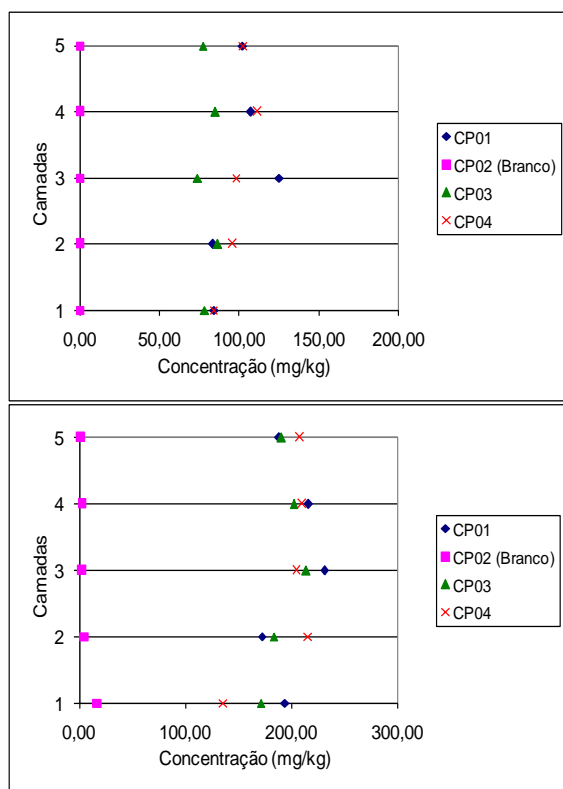 5
4
3
2
1
Camadas
0,00 50,00 100,00 150,00 200,00
Concentração (mg/kg)
CP01
CP02 (Branco)
CP03
CP04
5
4
3
2
1
Camadas
0,00 100,00 200,00 300,00
Concentração (mg/kg)
CP01
CP02 (Branco)
CP03
CP04